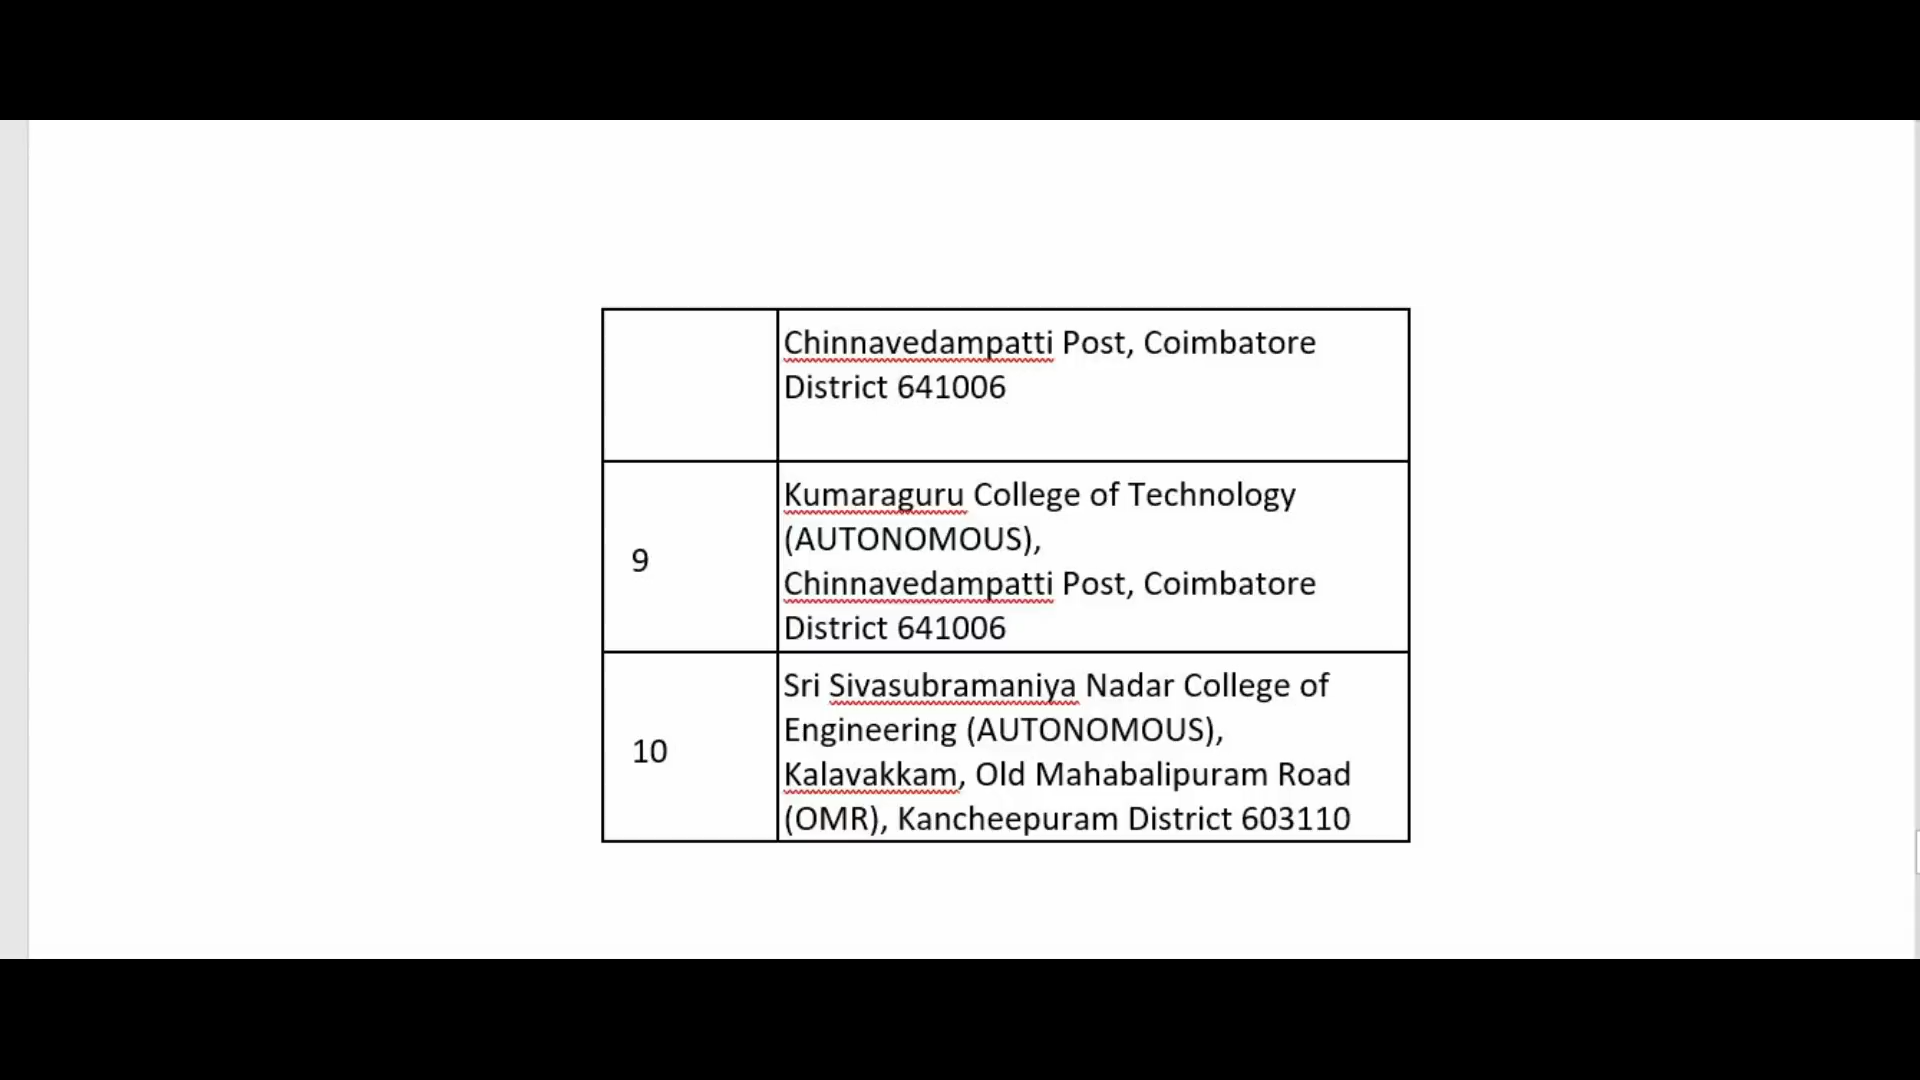 Chinnavedampatti Post, Coimbatore
District 641006
9
Kumaraguru College of Technology
(AUTONOMOUS),
Chinnavedampatti Post, Coimbatore
District 641006
10
Sri Sivasubramaniya Nadar College of
Engineering (AUTONOMOUS),
Kalavakkam, Old Mahabalipuram Road
(OMR), Kancheepuram District 603110